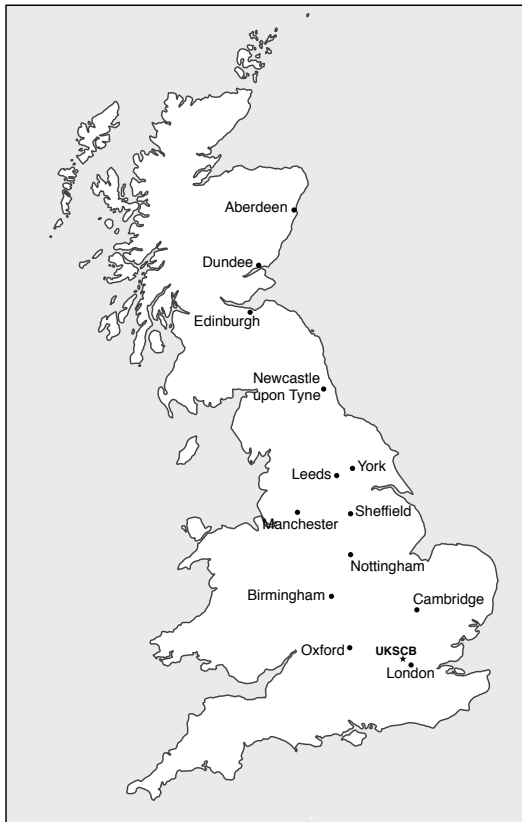 Aberdeen
Dundee
Edinburgh
Newcastle
upon Tyne
York
Leeds
Manchester
Sheffield
Nottingham
Birmingham
Cambridge
Oxford
UKSCB
London